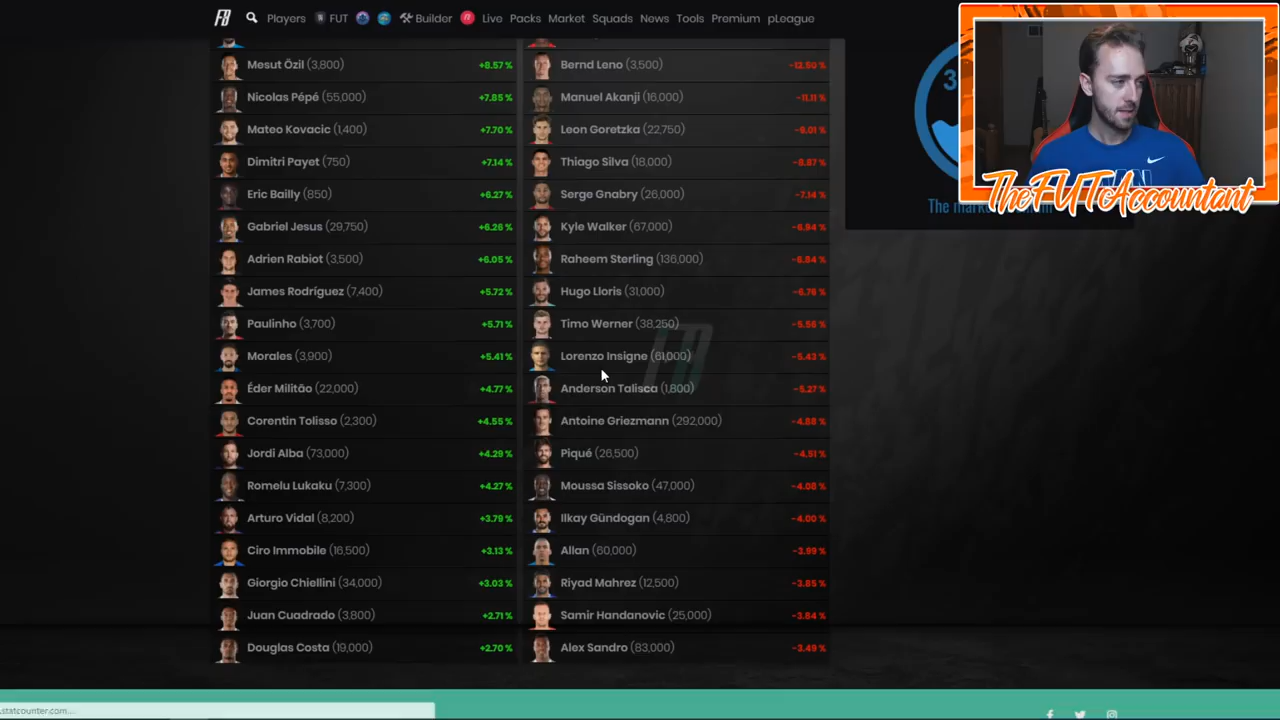 F8 Players FUT Builder Live Packs Market Squads News Tools Premium pLeague
Mesut Özil (3,800) +8.57 % Bernd Leno (3,500) -12.50 %
Nicolas Pépé (55,000) +7.85 % Manuel Akanji (16,000) -11.11 %
Mateo Kovacic (1,400) +7.70 % Leon Goretzka (22,750) -9.01 %
Dimitri Payet (750) +7.14 % Thiago Silva (18,000) -8.87 %
Eric Bailly (850) +6.27 % Serge Gnabry (26,000) -7.14 %
Gabriel Jesus (29,750) +6.26 % Kyle Walker (67,000) -6.94 %
Adrien Rabiot (3,500) +6.05 % Raheem Sterling (136,000) -6.84 %
James Rodríguez (7,400) +5.72 % Hugo Lloris (31,000) -6.76 %
Paulinho (3,700) +5.71 % Timo Werner (38,250) -5.56 %
Morales (3,900) +5.41 % Lorenzo Insigne (61,000) -5.43 %
Éder Militão (22,000) +4.77 % Anderson Talisca (1,800) -5.27 %
Corentin Tolisso (2,300) +4.55 % Antoine Griezmann (292,000) -4.88 %
Jordi Alba (73,000) +4.29 % Piqué (26,500) -4.51 %
Romelu Lukaku (7,300) +4.27 % Moussa Sissoko (47,000) -4.08 %
Arturo Vidal (8,200) +3.79 % Ilkay Gündogan (4,800) -4.00 %
Ciro Immobile (16,500) +3.13 % Allan (60,000) -3.99 %
Giorgio Chiellini (34,000) +3.03 % Riyad Mahrez (12,500) -3.85 %
Juan Cuadrado (3,800) +2.71 % Samir Handanovic (25,000) -3.84 %
Douglas Costa (19,000) +2.70 % Alex Sandro (83,000) -3.49 %
3
The
TheFUTAccountant
.statcounter.com...